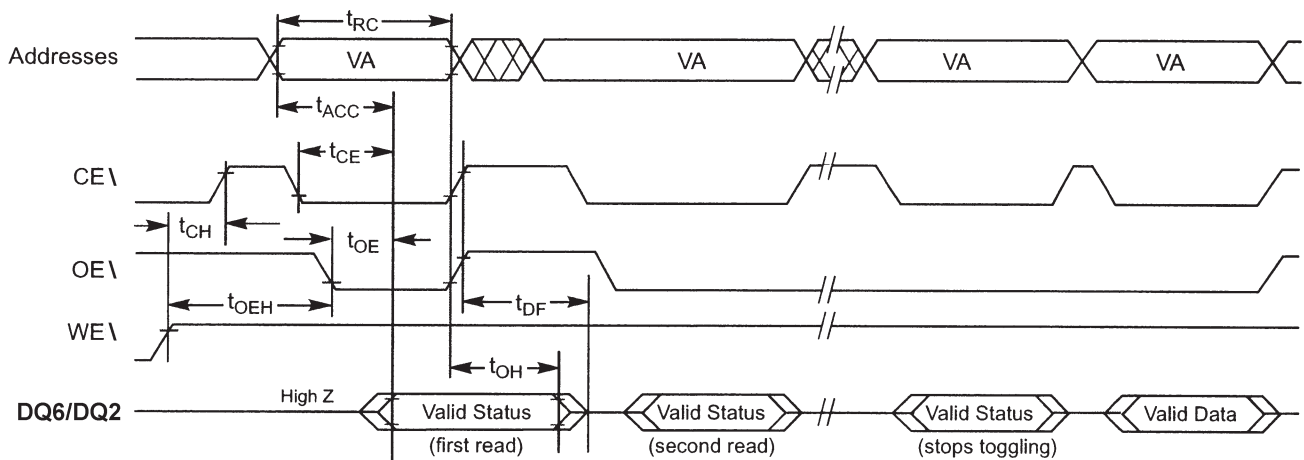 tRC
Addresses VA VA VA VA
tACC
tCE
CE\
tCH
tOE
OE\
tOEH tDF
WE\
tOH
High Z
DQ6/DQ2 Valid Status Valid Status Valid Status Valid Data
(first read) (second read) (stops toggling)